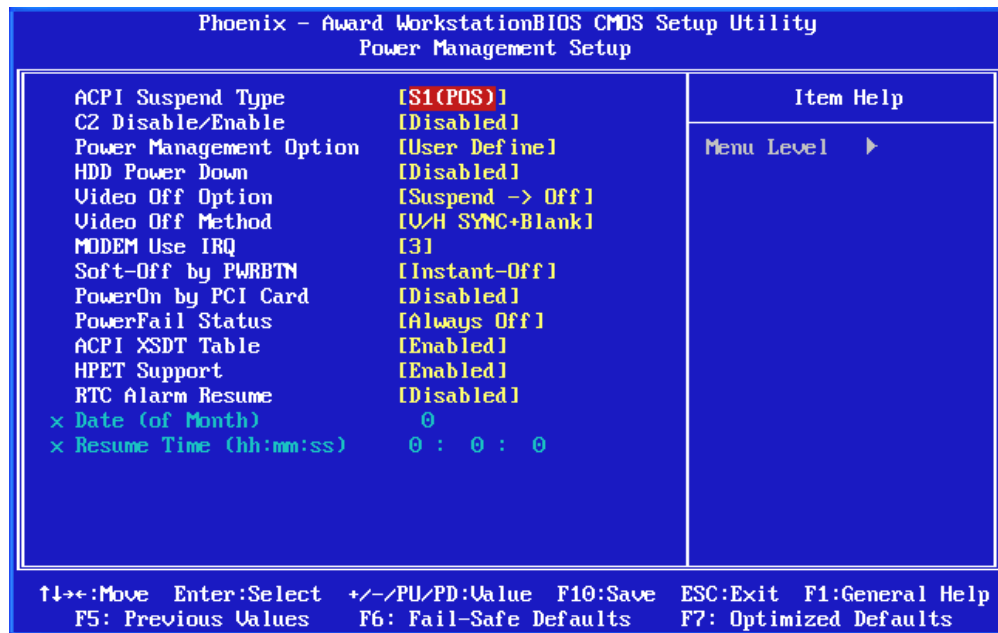 Phoenix - Award WorkstationBIOS CMOS Setup Utility
Power Management Setup
ACPI Suspend Type [S1(POS)]
C2 Disable/Enable [Disabled]
Power Management Option [User Define]
HDD Power Down [Disabled]
Video Off Option [Suspend -> Off]
Video Off Method [V/H SYNC+Blank]
MODEM Use IRQ [3]
Soft-Off by PWRBTN [Instant-Off]
PowerOn by PCI Card [Disabled]
PowerFail Status [Always Off]
ACPI XSDT Table [Enabled]
HPET Support [Enabled]
RTC Alarm Resume [Disabled]
x Date (of Month) 0
x Resume Time (hh:mm:ss) 0 : 0 : 0
Item Help
Menu Level ▶
↑↓→←:Move Enter:Select +/-/PU/PD:Value F10:Save ESC:Exit F1:General Help
F5: Previous Values F6: Fail-Safe Defaults F7: Optimized Defaults